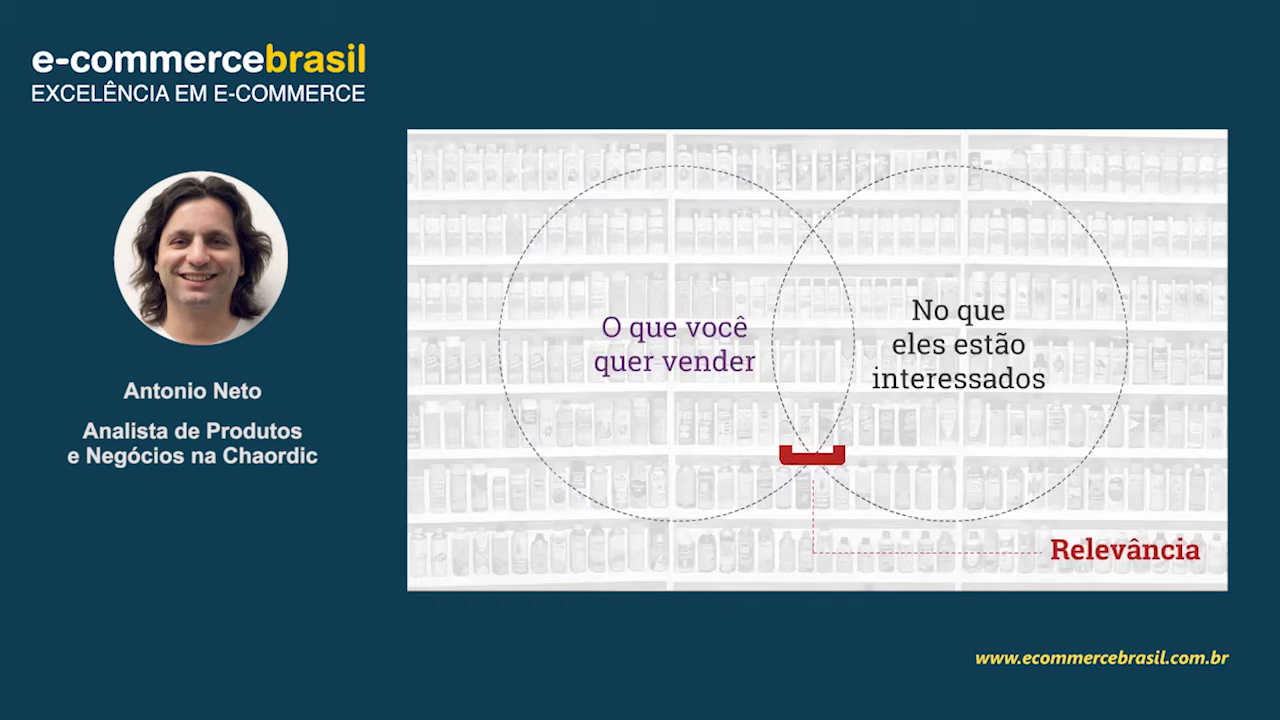 e-commercebrasil
EXCELÊNCIA EM E-COMMERCE
Antonio Neto
Analista de Produtos
e Negócios na Chaordic
O que você
quer vender
No que
eles estão
interessados
Relevância
www.ecommercebrasil.com.br